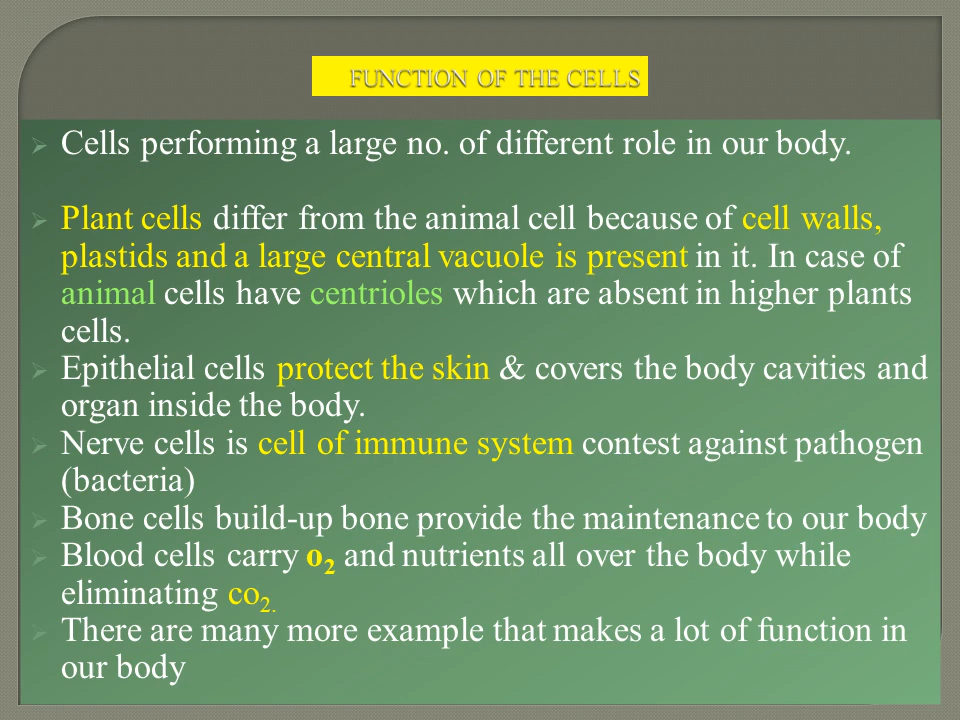 FUNCTION OF THE CELLS
Cells performing a large no. of different role in our body.
Plant cells differ from the animal cell because of cell walls,
plastids and a large central vacuole is present in it. In case of
animal cells have centrioles which are absent in higher plants
cells.
Epithelial cells protect the skin & covers the body cavities and
organ inside the body.
Nerve cells is cell of immune system contest against pathogen
(bacteria)
Bone cells build-up bone provide the maintenance to our body
Blood cells carry o₂ and nutrients all over the body while
eliminating co₂.
There are many more example that makes a lot of function in
our body